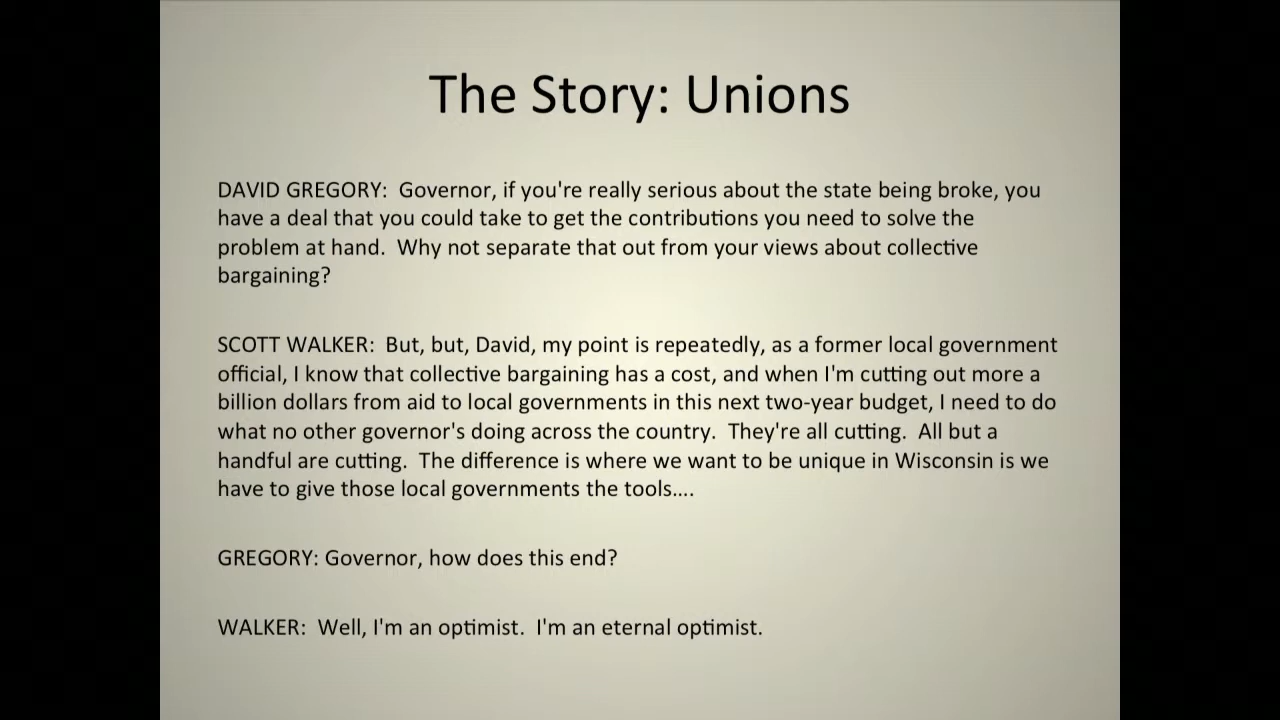 The Story: Unions
DAVID GREGORY:  Governor, if you're really serious about the state being broke, you
have a deal that you could take to get the contributions you need to solve the
problem at hand.  Why not separate that out from your views about collective
bargaining?
SCOTT WALKER:  But, but, David, my point is repeatedly, as a former local government
official, I know that collective bargaining has a cost, and when I'm cutting out more a
billion dollars from aid to local governments in this next two-year budget, I need to do
what no other governor's doing across the country.  They're all cutting.  All but a
handful are cutting.  The difference is where we want to be unique in Wisconsin is we
have to give those local governments the tools....
GREGORY: Governor, how does this end?
WALKER:  Well, I'm an optimist.  I'm an eternal optimist.